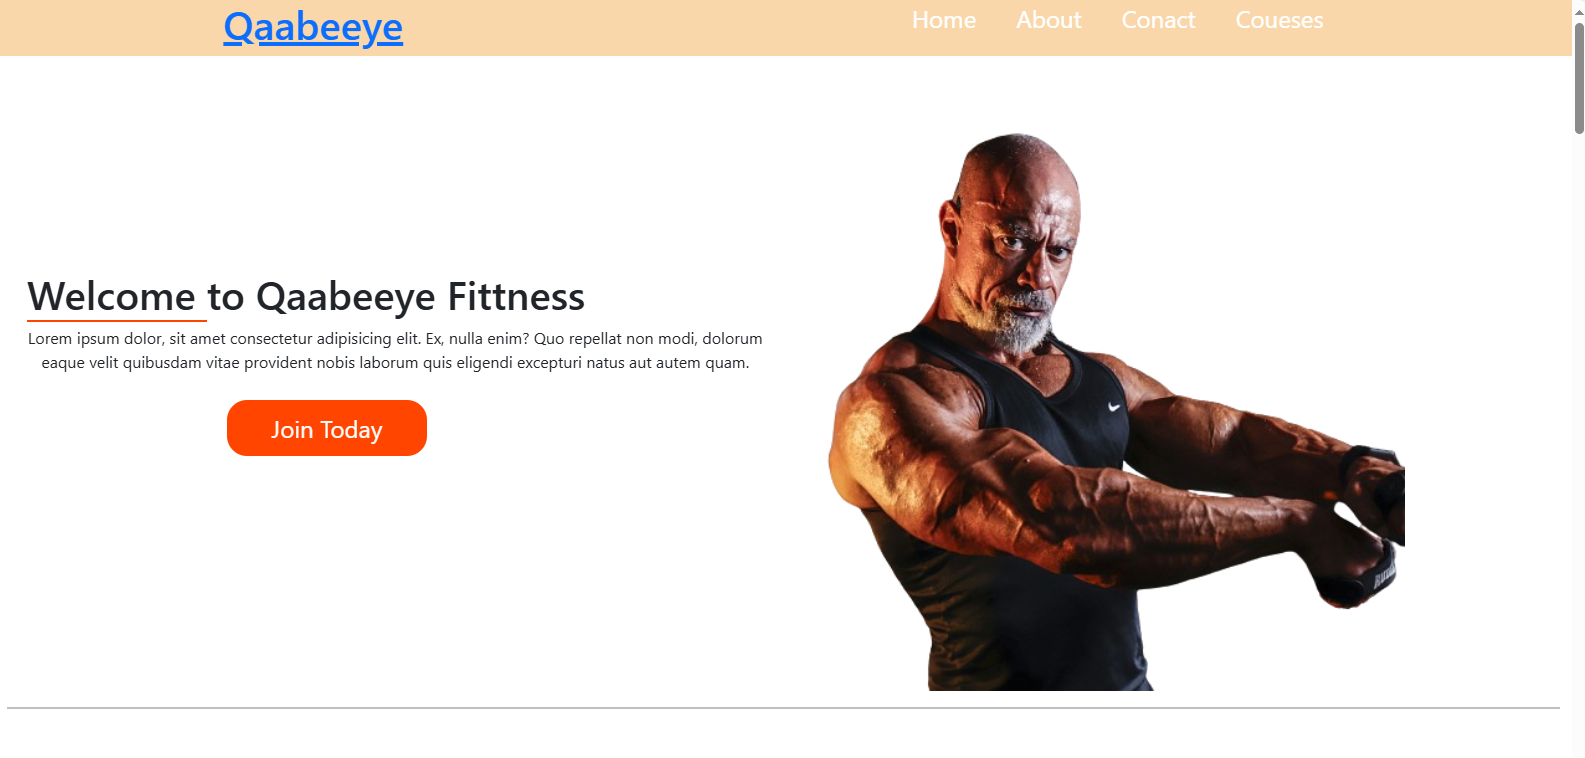 Qaabeeye
Home About Conact Coueses
Welcome to Qaabeeye Fittness
Lorem ipsum dolor, sit amet consectetur adipisicing elit. Ex, nulla enim? Quo repellat non modi, dolorum
eaque velit quibusdam vitae provident nobis laborum quis eligendi excepturi natus aut autem quam.
Join Today